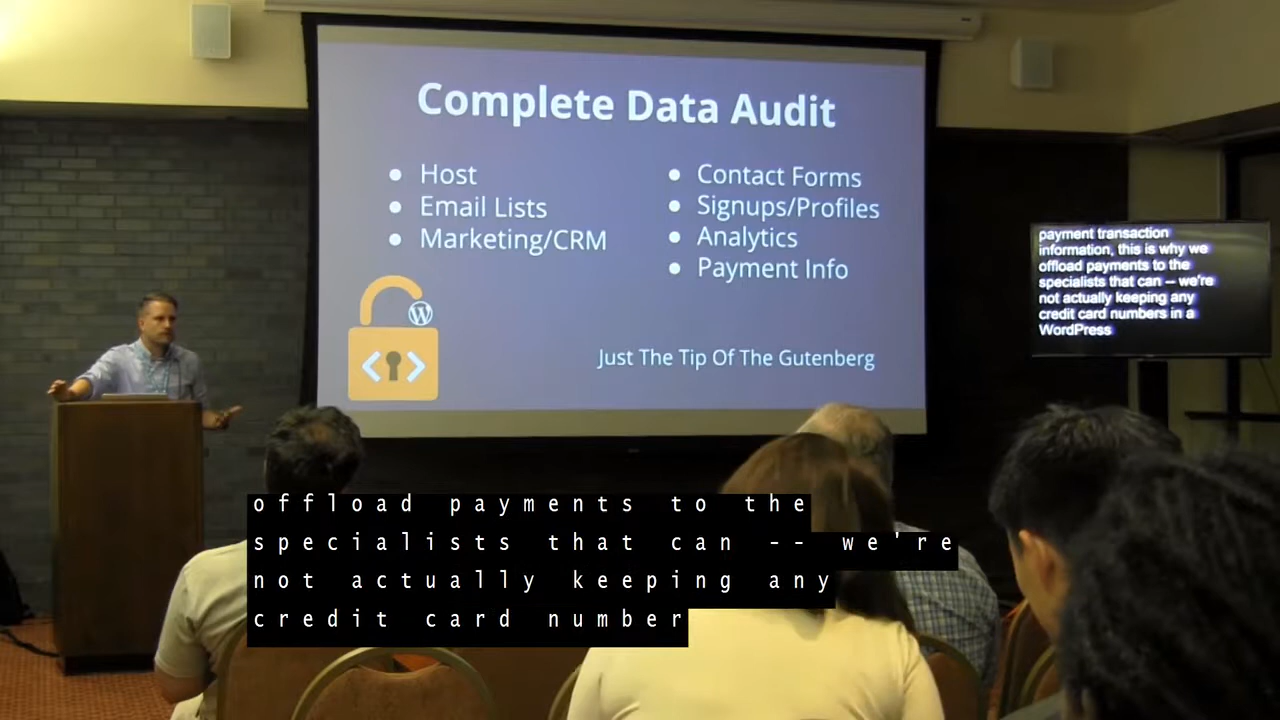 Complete Data Audit
● Host
● Email Lists
● Marketing/CRM
● Contact Forms
● Signups/Profiles
● Analytics
● Payment Info
Just The Tip Of The Gutenberg
payment transaction
information, this is why we
offload payments to the
specialists that can -- we're
not actually keeping any
credit card numbers in a
WordPress
offload payments to the
specialists that can -- we're
not actually keeping any
credit card number